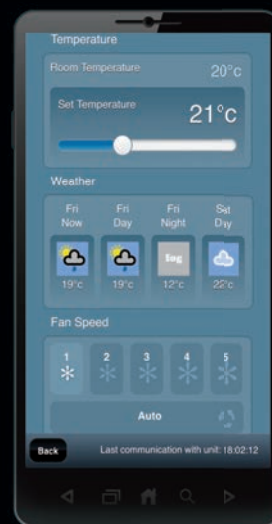 Temperature
Room Temperature 20°c
Set Temperature 21°c
Weather
Fri Fri Fri Sat
Now Day Night Day
fog
19°c 19°c 12°c 22°c
Fan Speed
1 2 3 4 5
Auto
Back Last communication with unit: 18:02:12